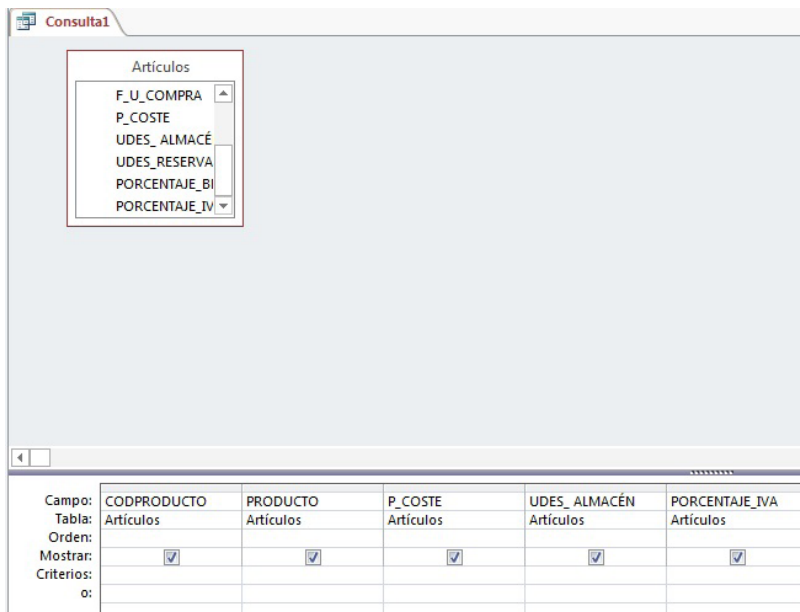 Consulta1
Artículos
F_U_COMPRA
P_COSTE
UDES_ ALMACÉ
UDES_RESERVA
PORCENTAJE_BI
PORCENTAJE_IV
Campo: CODPRODUCTO PRODUCTO P_COSTE UDES_ ALMACÉN PORCENTAJE_IVA
Tabla: Artículos Artículos Artículos Artículos Artículos
Orden:
Mostrar:
Criterios:
o: